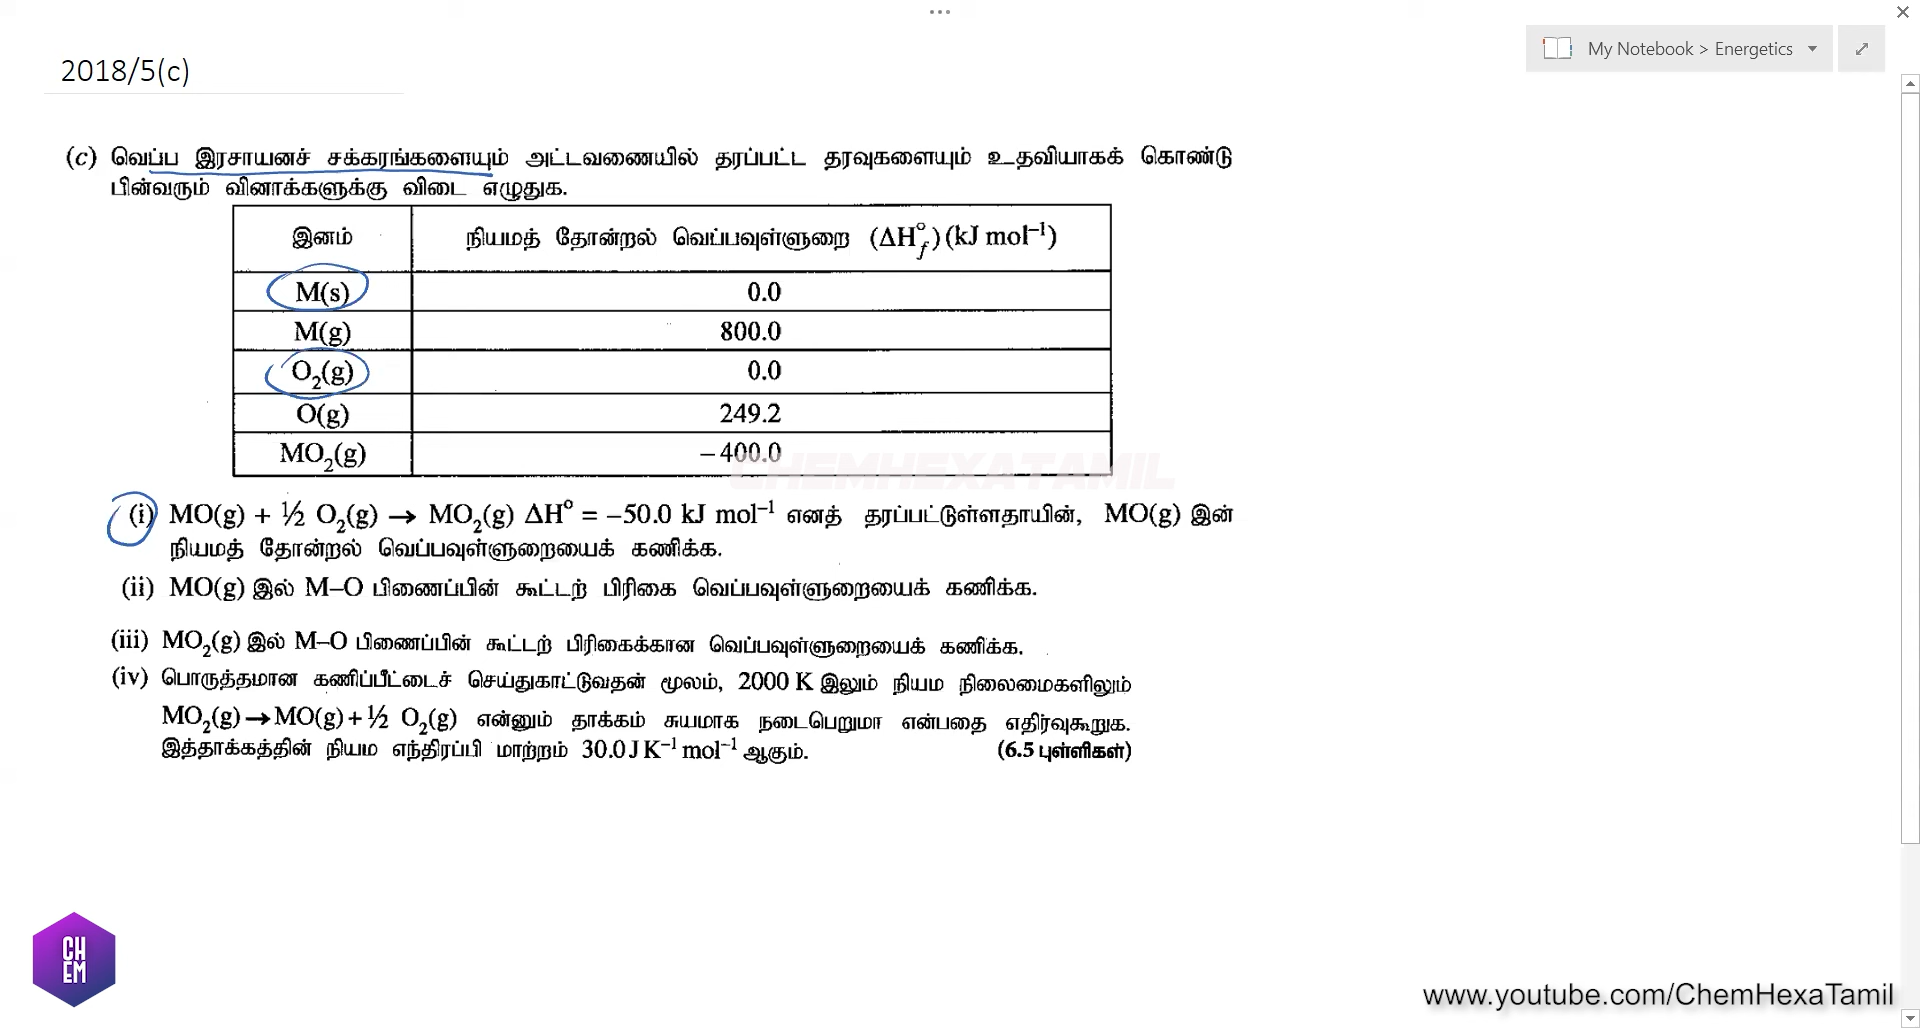 My Notebook > Energetics
2018/5(c)
(c) வெப்ப இரசாயனச் சக்கரங்களையும் அட்டவணையில் தரப்பட்ட தரவுகளையும் உதவியாகக் கொண்டு
பின்வரும் வினாக்களுக்கு விடை எழுதுக.
இனம் நியமத் தோன்றல் வெப்பவுள்ளுறை (ΔH°f) (kJ mol⁻¹)
M(s) 0.0
M(g) 800.0
O₂(g) 0.0
O(g) 249.2
MO₂(g) – 400.0
CHEMHEXATAMIL
(i) MO(g) + ½ O₂(g) → MO₂(g) ΔH° = –50.0 kJ mol⁻¹ எனத் தரப்பட்டுள்ளதாயின், MO(g) இன்
நியமத் தோன்றல் வெப்பவுள்ளுறையைக் கணிக்க.
(ii) MO(g) இல் M–O பிணைப்பின் கூட்டற் பிரிகை வெப்பவுள்ளுறையைக் கணிக்க.
(iii) MO₂(g) இல் M–O பிணைப்பின் கூட்டற் பிரிகைக்கான வெப்பவுள்ளுறையைக் கணிக்க.
(iv) பொருத்தமான கணிப்பீட்டைச் செய்துகாட்டுவதன் மூலம், 2000 K இலும் நியம நிலைமைகளிலும்
MO₂(g) → MO(g) + ½ O₂(g) என்னும் தாக்கம் சுயமாக நடைபெறுமா என்பதை எதிர்வுகூறுக.
இத்தாக்கத்தின் நியம எந்திரப்பி மாற்றம் 30.0 J K⁻¹ mol⁻¹ ஆகும். (6.5 புள்ளிகள்)
CH
EM
www.youtube.com/ChemHexaTamil